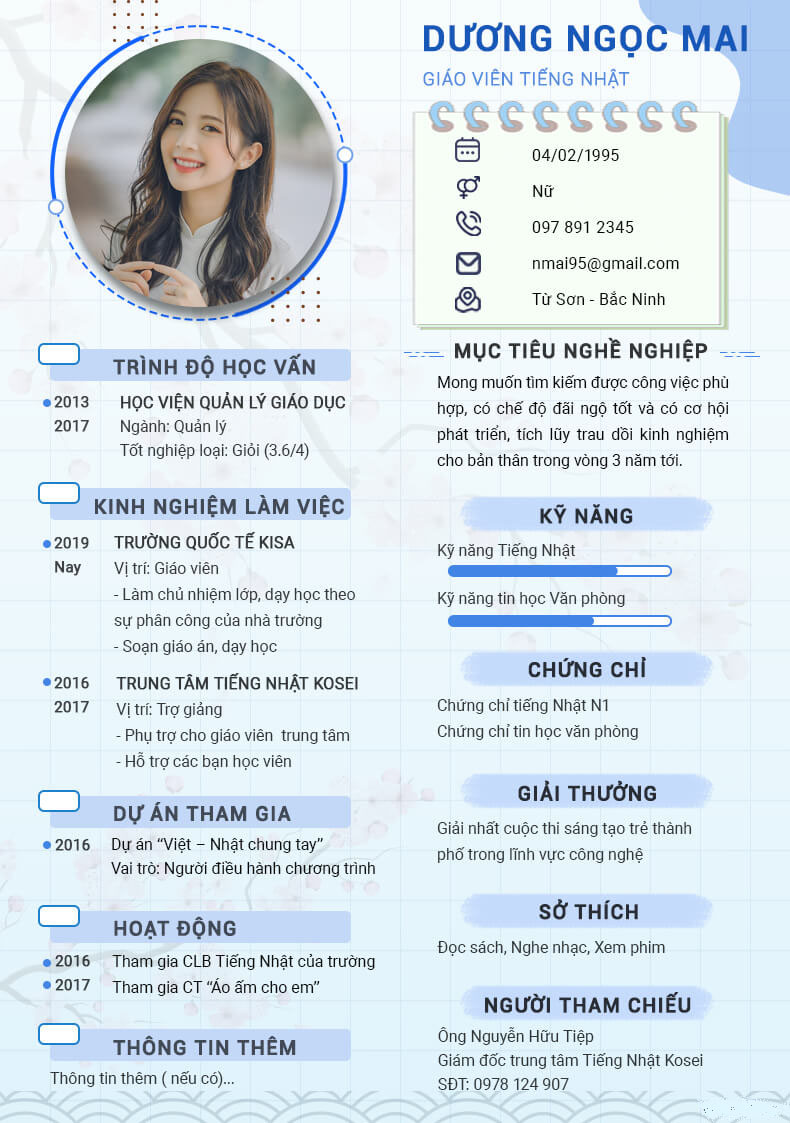 DƯƠNG NGỌC MAI
GIÁO VIÊN TIẾNG NHẬT
04/02/1995
Nữ
097 891 2345
nmai95@gmail.com
Từ Sơn - Bắc Ninh
TRÌNH ĐỘ HỌC VẤN
2013
2017
HỌC VIỆN QUẢN LÝ GIÁO DỤC
Ngành: Quản lý
Tốt nghiệp loại: Giỏi (3.6/4)
KINH NGHIỆM LÀM VIỆC
2019
Nay
TRƯỜNG QUỐC TẾ KISA
Vị trí: Giáo viên
- Làm chủ nhiệm lớp, dạy học theo
sự phân công của nhà trường
- Soạn giáo án, dạy học
2016
2017
TRUNG TÂM TIẾNG NHẬT KOSEI
Vị trí: Trợ giảng
- Phụ trợ cho giáo viên trung tâm
- Hỗ trợ các bạn học viên
DỰ ÁN THAM GIA
2016
Dự án “Việt – Nhật chung tay”
Vai trò: Người điều hành chương trình
HOẠT ĐỘNG
2016
Tham gia CLB Tiếng Nhật của trường
2017
Tham gia CT “Áo ấm cho em”
THÔNG TIN THÊM
Thông tin thêm ( nếu có)...
MỤC TIÊU NGHỀ NGHIỆP
Mong muốn tìm kiếm được công việc phù
hợp, có chế độ đãi ngộ tốt và có cơ hội
phát triển, tích lũy trau dồi kinh nghiệm
cho bản thân trong vòng 3 năm tới.
KỸ NĂNG
Kỹ năng Tiếng Nhật
Kỹ năng tin học Văn phòng
CHỨNG CHỈ
Chứng chỉ tiếng Nhật N1
Chứng chỉ tin học văn phòng
GIẢI THƯỞNG
Giải nhất cuộc thi sáng tạo trẻ thành
phố trong lĩnh vực công nghệ
SỞ THÍCH
Đọc sách, Nghe nhạc, Xem phim
NGƯỜI THAM CHIẾU
Ông Nguyễn Hữu Tiệp
Giám đốc trung tâm Tiếng Nhật Kosei
SĐT: 0978 124 907